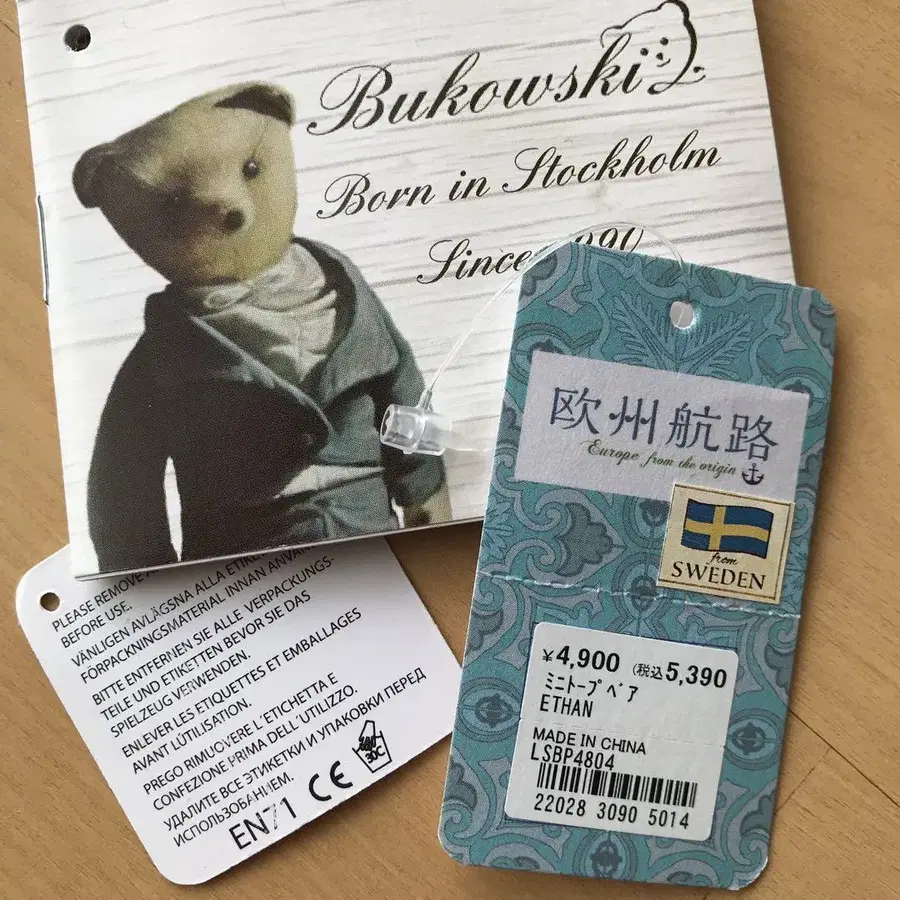 Bukowski
Born in Stockholm
Since
欧州航路
Europe from the origin
from
SWEDEN
¥4,900 (税込5,390
ミニトープベア
ETHAN
MADE IN CHINA
LSBP4804
22028 3090 5014
PLEASE REMOVE
BEFORE USE.
VÄNLIGEN AVLÄGSNA ALLA
FÖRPACKNINGSMATERIAL INNAN
BITTE ENTFERNEN SIE ALLE VERPACKUNGS-
TEILE UND ETIKETTEN BEVOR SIE DAS
SPIELZEUG VERWENDEN.
ENLEVER LES ETIQUETTES ET EMBALLAGES
AVANT LÚTILISATION.
PREGO RIMUOVERE L'ETICHETTA E
CONFEZIONE PRIMA DELL'UTILIZZO.
УДАЛИТЕ ВСЕ ЭТИКЕТКИ И УПАКОВКИ ПЕРЕД
ИСПОЛЬЗОВАНИЕМ.
EN71 CE 30C